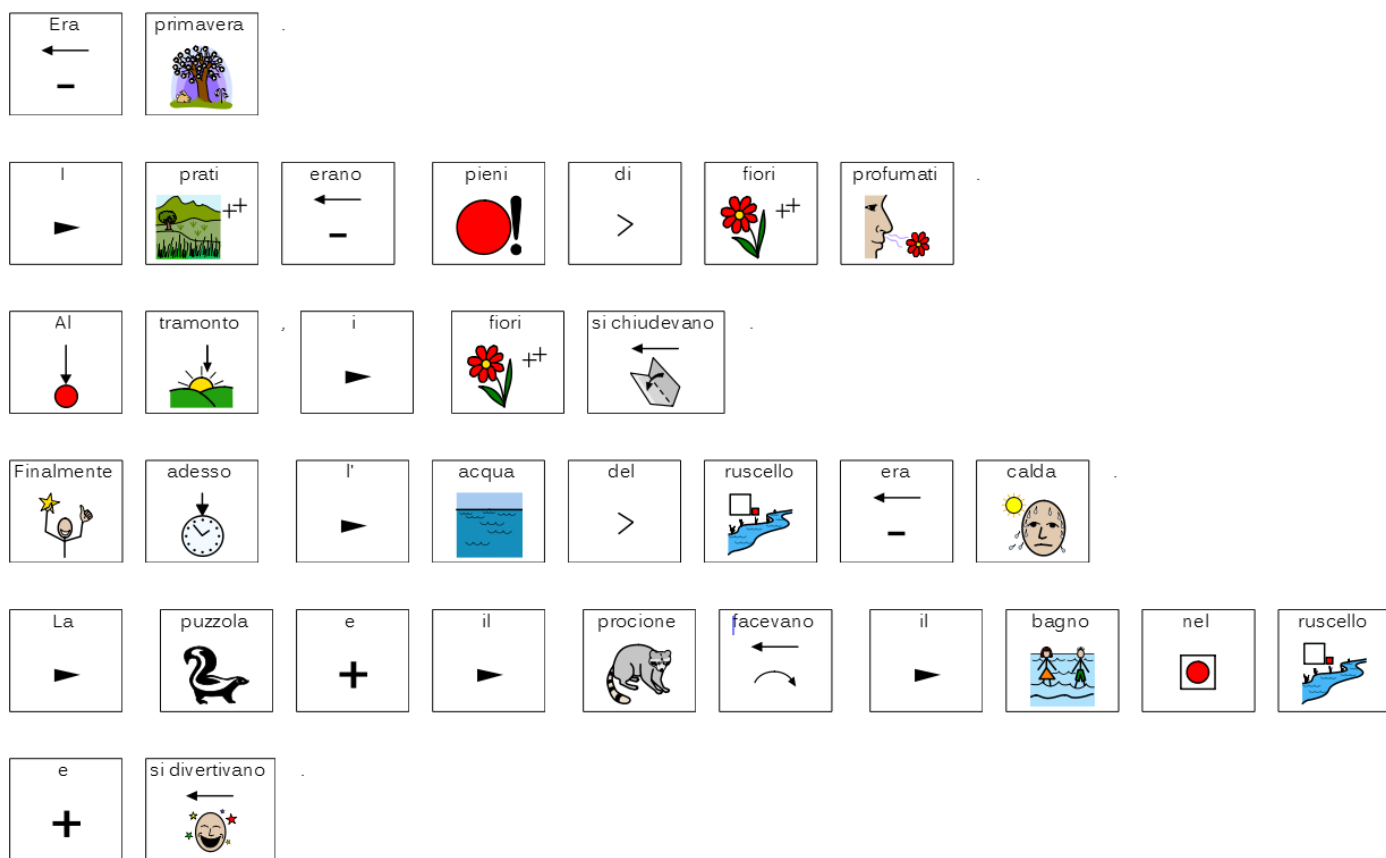 Era primavera .
I prati erano pieni di fiori profumati .
Al tramonto , i fiori si chiudevano .
Finalmente adesso l' acqua del ruscello era calda .
La puzzola e il procione facevano il bagno nel ruscello
e si divertivano .